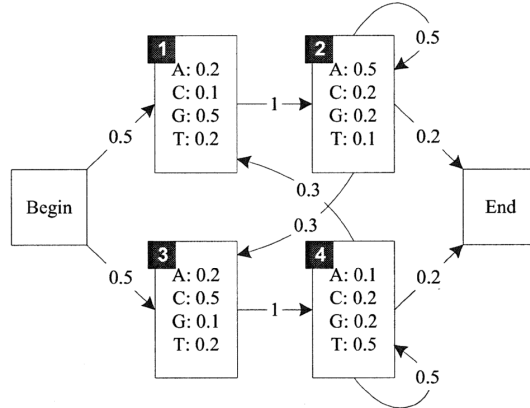 1
A: 0.2
C: 0.1
G: 0.5
T: 0.2
2
A: 0.5
C: 0.2
G: 0.2
T: 0.1
0.5
0.5
1
0.2
0.3
Begin
End
0.3
0.5
3
A: 0.2
C: 0.5
G: 0.1
T: 0.2
1
4
A: 0.1
C: 0.2
G: 0.2
T: 0.5
0.2
0.5